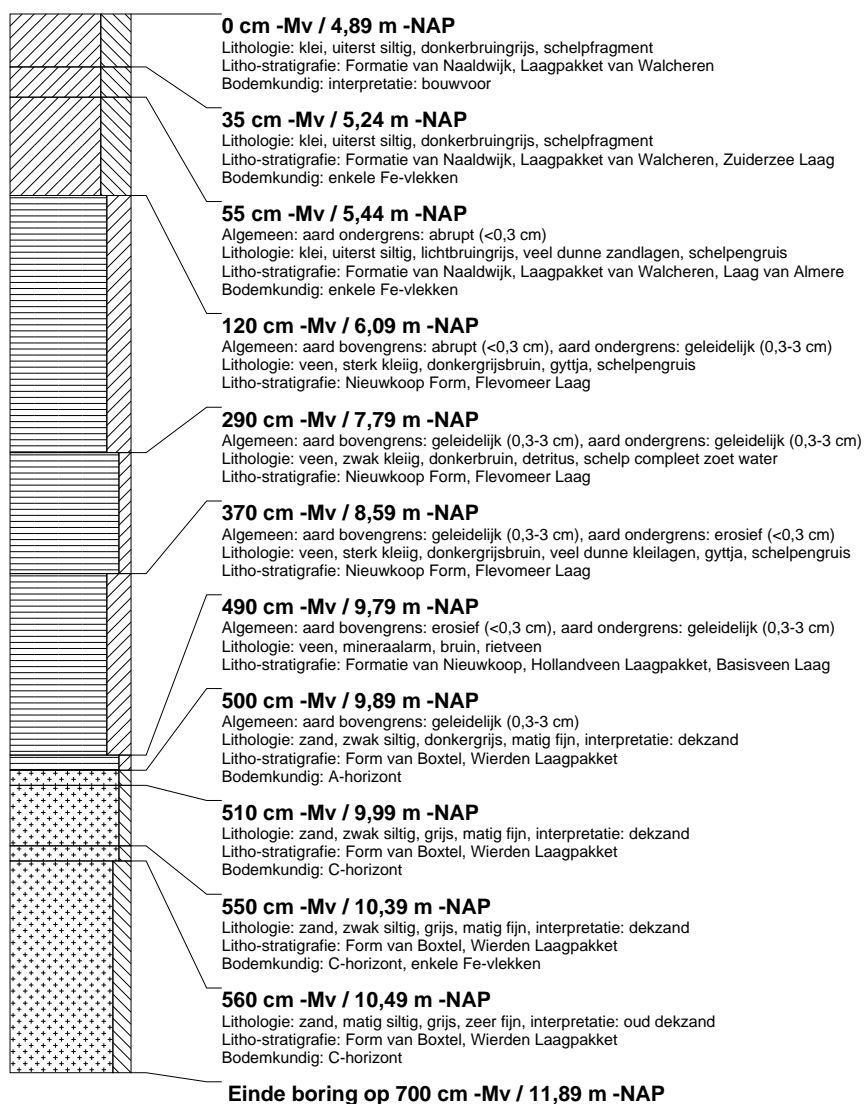 0 cm -Mv / 4,89 m -NAP
Lithologie: klei, uiterst siltig, donkerbruingrijs, schelpfragment
Litho-stratigrafie: Formatie van Naaldwijk, Laagpakket van Walcheren
Bodemkundig: interpretatie: bouwvoor
35 cm -Mv / 5,24 m -NAP
Lithologie: klei, uiterst siltig, donkerbruingrijs, schelpfragment
Litho-stratigrafie: Formatie van Naaldwijk, Laagpakket van Walcheren, Zuiderzee Laag
Bodemkundig: enkele Fe-vlekken
55 cm -Mv / 5,44 m -NAP
Algemeen: aard ondergrens: abrupt (<0,3 cm)
Lithologie: klei, uiterst siltig, lichtbruingrijs, veel dunne zandlagen, schelpengruis
Litho-stratigrafie: Formatie van Naaldwijk, Laagpakket van Walcheren, Laag van Almere
Bodemkundig: enkele Fe-vlekken
120 cm -Mv / 6,09 m -NAP
Algemeen: aard bovengrens: abrupt (<0,3 cm), aard ondergrens: geleidelijk (0,3-3 cm)
Lithologie: veen, sterk kleiig, donkergrijsbruin, gyttja, schelpengruis
Litho-stratigrafie: Nieuwkoop Form, Flevomeer Laag
290 cm -Mv / 7,79 m -NAP
Algemeen: aard bovengrens: geleidelijk (0,3-3 cm), aard ondergrens: geleidelijk (0,3-3 cm)
Lithologie: veen, zwak kleiig, donkerbruin, detritus, schelp compleet zoet water
Litho-stratigrafie: Nieuwkoop Form, Flevomeer Laag
370 cm -Mv / 8,59 m -NAP
Algemeen: aard bovengrens: geleidelijk (0,3-3 cm), aard ondergrens: erosief (<0,3 cm)
Lithologie: veen, sterk kleiig, donkergrijsbruin, veel dunne kleilagen, gyttja, schelpengruis
Litho-stratigrafie: Nieuwkoop Form, Flevomeer Laag
490 cm -Mv / 9,79 m -NAP
Algemeen: aard bovengrens: erosief (<0,3 cm), aard ondergrens: geleidelijk (0,3-3 cm)
Lithologie: veen, mineraalarm, bruin, rietveen
Litho-stratigrafie: Formatie van Nieuwkoop, Hollandveen Laagpakket, Basisveen Laag
500 cm -Mv / 9,89 m -NAP
Algemeen: aard bovengrens: geleidelijk (0,3-3 cm)
Lithologie: zand, zwak siltig, donkergrijs, matig fijn, interpretatie: dekzand
Litho-stratigrafie: Form van Boxtel, Wierden Laagpakket
Bodemkundig: A-horizont
510 cm -Mv / 9,99 m -NAP
Lithologie: zand, zwak siltig, grijs, matig fijn, interpretatie: dekzand
Litho-stratigrafie: Form van Boxtel, Wierden Laagpakket
Bodemkundig: C-horizont
550 cm -Mv / 10,39 m -NAP
Lithologie: zand, zwak siltig, grijs, matig fijn, interpretatie: dekzand
Litho-stratigrafie: Form van Boxtel, Wierden Laagpakket
Bodemkundig: C-horizont, enkele Fe-vlekken
560 cm -Mv / 10,49 m -NAP
Lithologie: zand, matig siltig, grijs, zeer fijn, interpretatie: oud dekzand
Litho-stratigrafie: Form van Boxtel, Wierden Laagpakket
Bodemkundig: C-horizont
Einde boring op 700 cm -Mv / 11,89 m -NAP